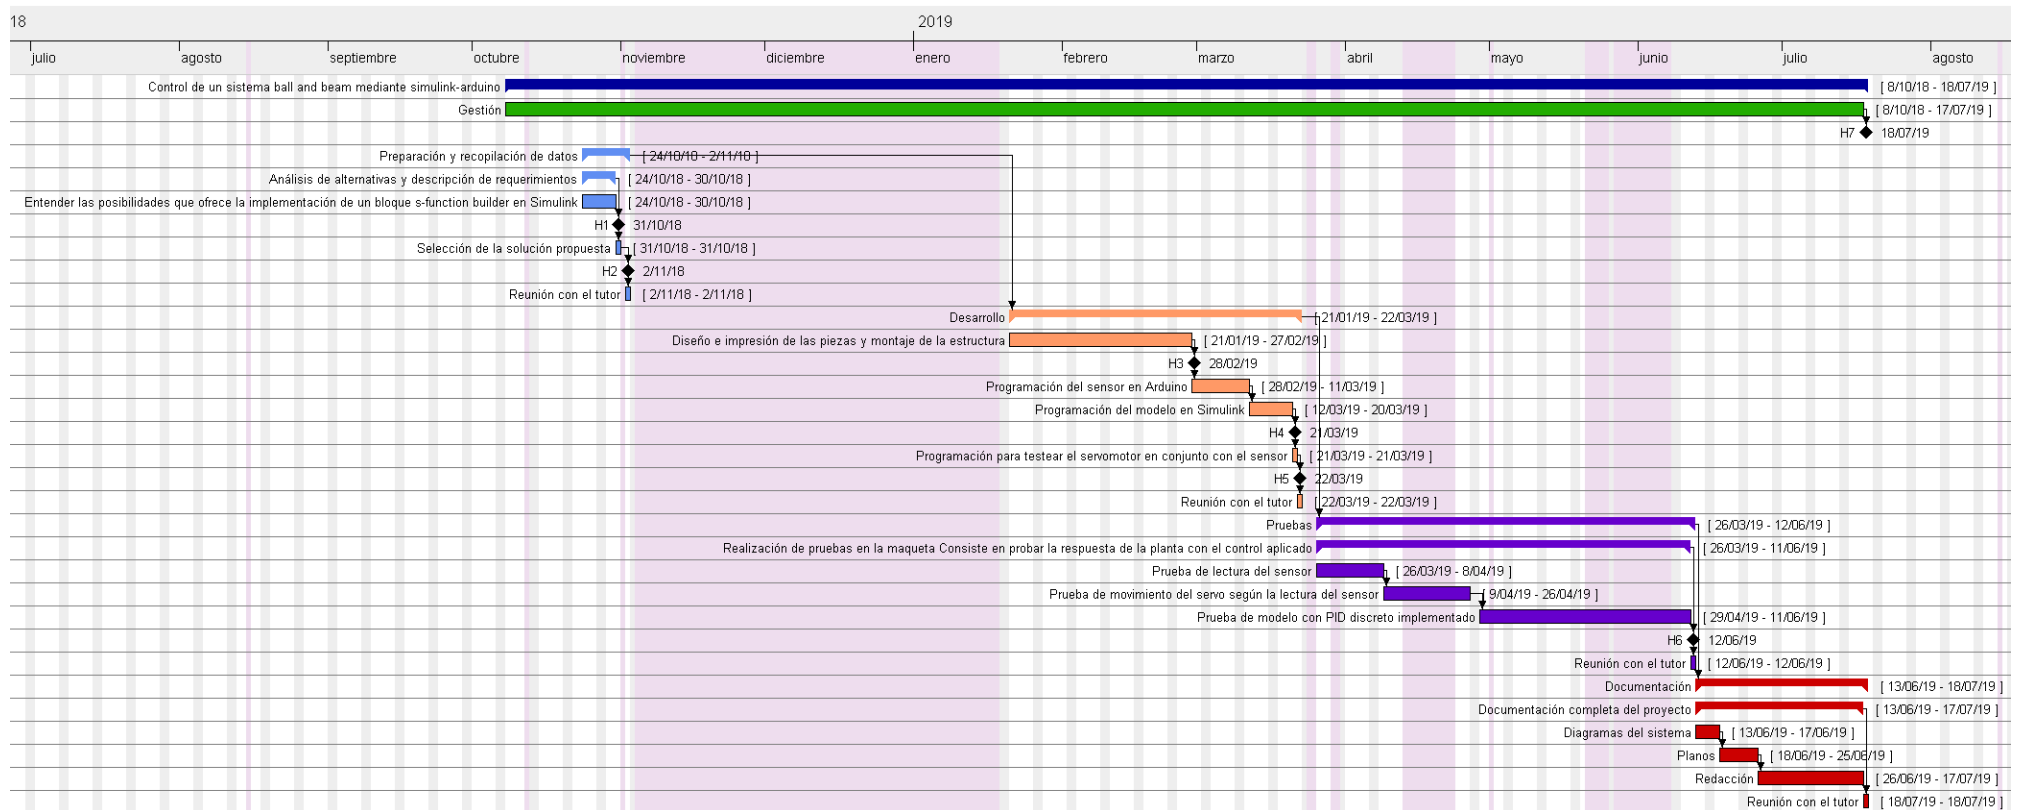 18
2019
julio agosto septiembre octubre noviembre diciembre enero febrero marzo abril mayo junio julio agosto
Control de un sistema ball and beam mediante simulink-arduino [ 8/10/18 - 18/07/19 ]
Gestión [ 8/10/18 - 17/07/19 ]
H7 18/07/19
Preparación y recopilación de datos [ 24/10/18 - 2/11/18 ]
Análisis de alternativas y descripción de requerimientos [ 24/10/18 - 30/10/18 ]
Entender las posibilidades que ofrece la implementación de un bloque s-function builder en Simulink [ 24/10/18 - 30/10/18 ]
H1 31/10/18
Selección de la solución propuesta [ 31/10/18 - 31/10/18 ]
H2 2/11/18
Reunión con el tutor [ 2/11/18 - 2/11/18 ]
Desarrollo [ 21/01/19 - 22/03/19 ]
Diseño e impresión de las piezas y montaje de la estructura [ 21/01/19 - 27/02/19 ]
H3 28/02/19
Programación del sensor en Arduino [ 28/02/19 - 11/03/19 ]
Programación del modelo en Simulink [ 12/03/19 - 20/03/19 ]
H4 21/03/19
Programación para testear el servomotor en conjunto con el sensor [ 21/03/19 - 21/03/19 ]
H5 22/03/19
Reunión con el tutor [ 22/03/19 - 22/03/19 ]
Pruebas [ 26/03/19 - 12/06/19 ]
Realización de pruebas en la maqueta Consiste en probar la respuesta de la planta con el control aplicado [ 26/03/19 - 11/06/19 ]
Prueba de lectura del sensor [ 26/03/19 - 8/04/19 ]
Prueba de movimiento del servo según la lectura del sensor [ 9/04/19 - 26/04/19 ]
Prueba de modelo con PID discreto implementado [ 29/04/19 - 11/06/19 ]
H6 12/06/19
Reunión con el tutor [ 12/06/19 - 12/06/19 ]
Documentación [ 13/06/19 - 18/07/19 ]
Documentación completa del proyecto [ 13/06/19 - 17/07/19 ]
Diagramas del sistema [ 13/06/19 - 17/06/19 ]
Planos [ 18/06/19 - 25/06/19 ]
Redacción [ 26/06/19 - 17/07/19 ]
Reunión con el tutor [ 18/07/19 - 18/07/19 ]